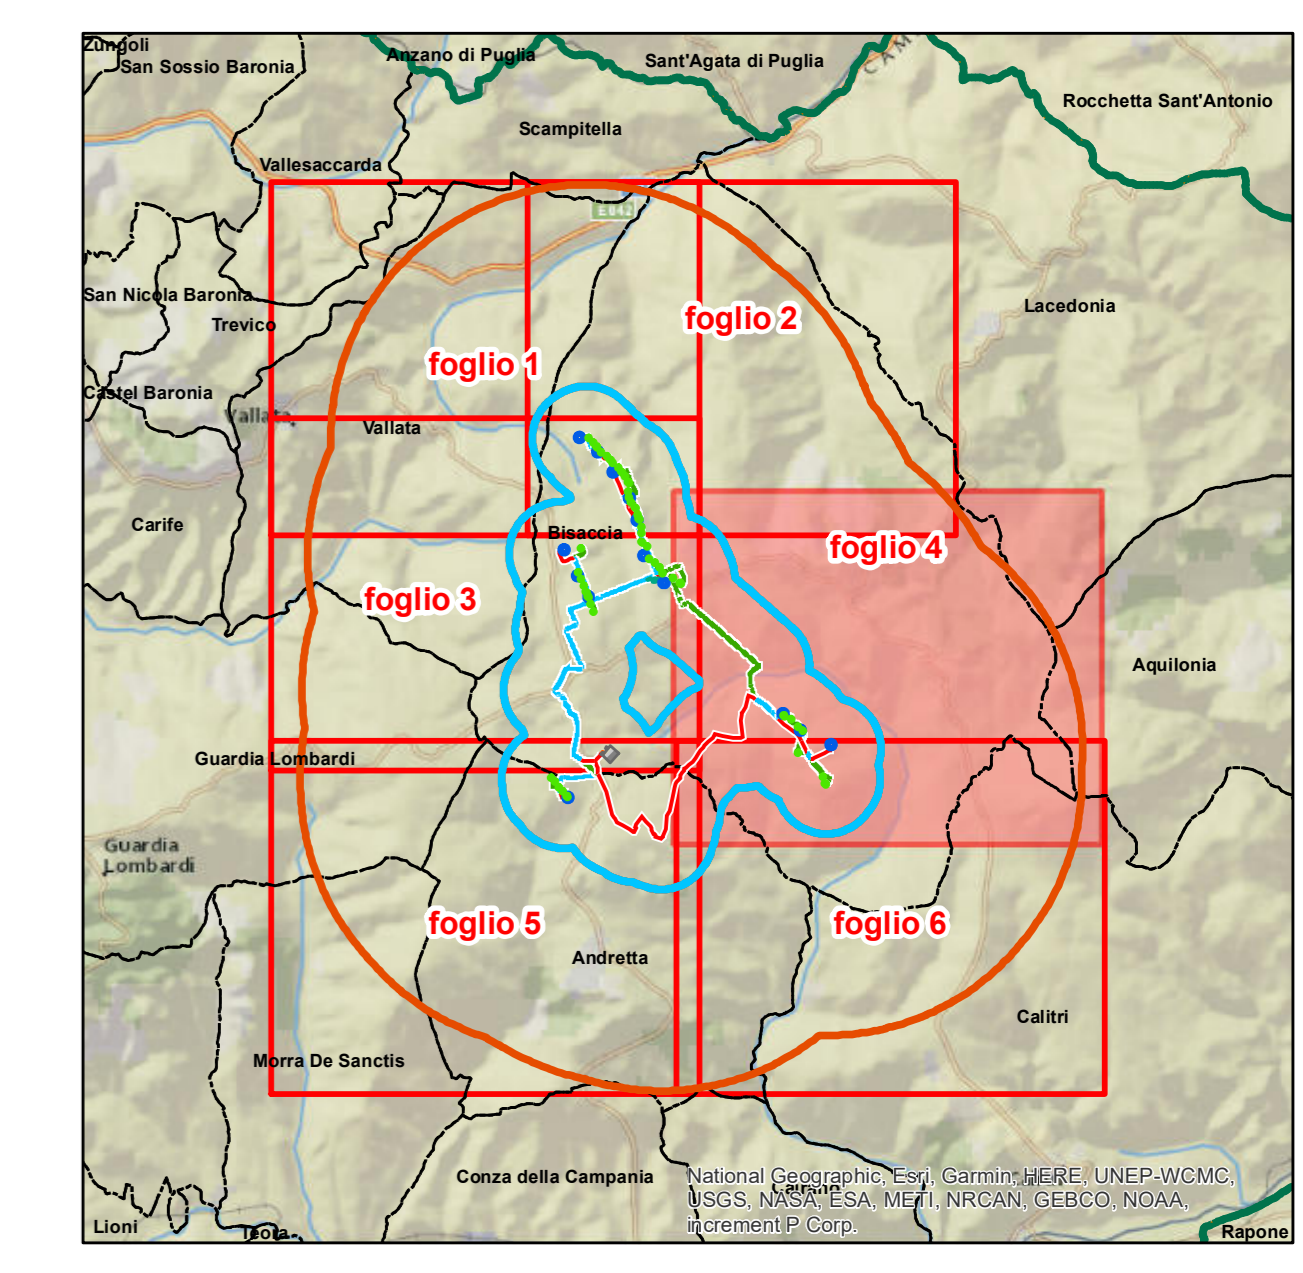 Zungoli
San Sossio Baronia
Anzano di Puglia
Sant'Agata di Puglia
Rocchetta Sant'Antonio
Scampitella
Vallesaccarda
E842
San Nicola Baronia
Trevico
foglio 2
Lacedonia
foglio 1
Castel Baronia
Vallata
Vallata
Carife
Bisaccia
foglio 4
foglio 3
Aquilonia
Guardia Lombardi
Guardia
Lombardi
foglio 5
foglio 6
Andretta
Calitri
Morra De Sanctis
Conza della Campania
National Geographic, Esri, Garmin, HERE, UNEP-WCMC,
USGS, NASA, ESA, METI, NRCAN, GEBCO, NOAA,
increment P Corp.
Cairano
Lioni
Teora
Rapone